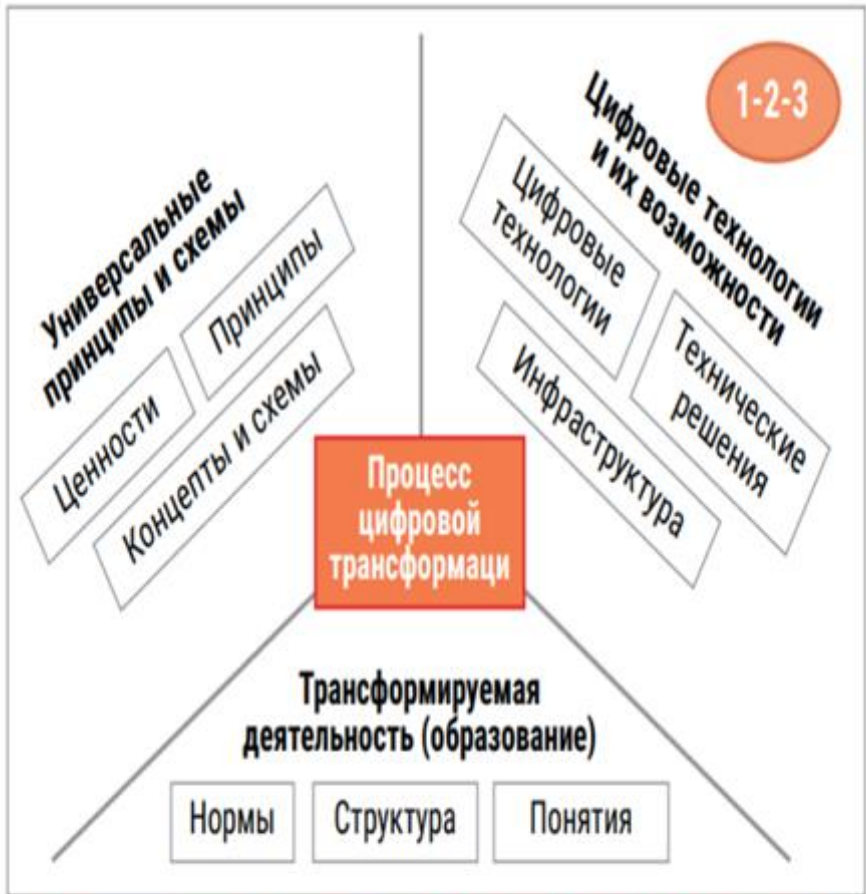 1-2-3
Универсальные
принципы и схемы
Ценности
Принципы
Концепты и схемы
Цифровые технологии
и их возможности
Цифровые
технологии
Технические
решения
Инфраструктура
Процесс
цифровой
трансформаци
Трансформируемая
деятельность (образование)
Нормы
Структура
Понятия